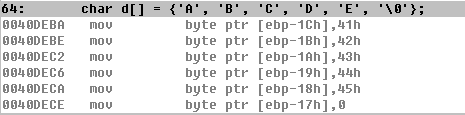 64: char d[] = {'A', 'B', 'C', 'D', 'E', '\0'};
0040DEBA mov byte ptr [ebp-1Ch],41h
0040DEBE mov byte ptr [ebp-1Bh],42h
0040DEC2 mov byte ptr [ebp-1Ah],43h
0040DEC6 mov byte ptr [ebp-19h],44h
0040DECA mov byte ptr [ebp-18h],45h
0040DECE mov byte ptr [ebp-17h],0